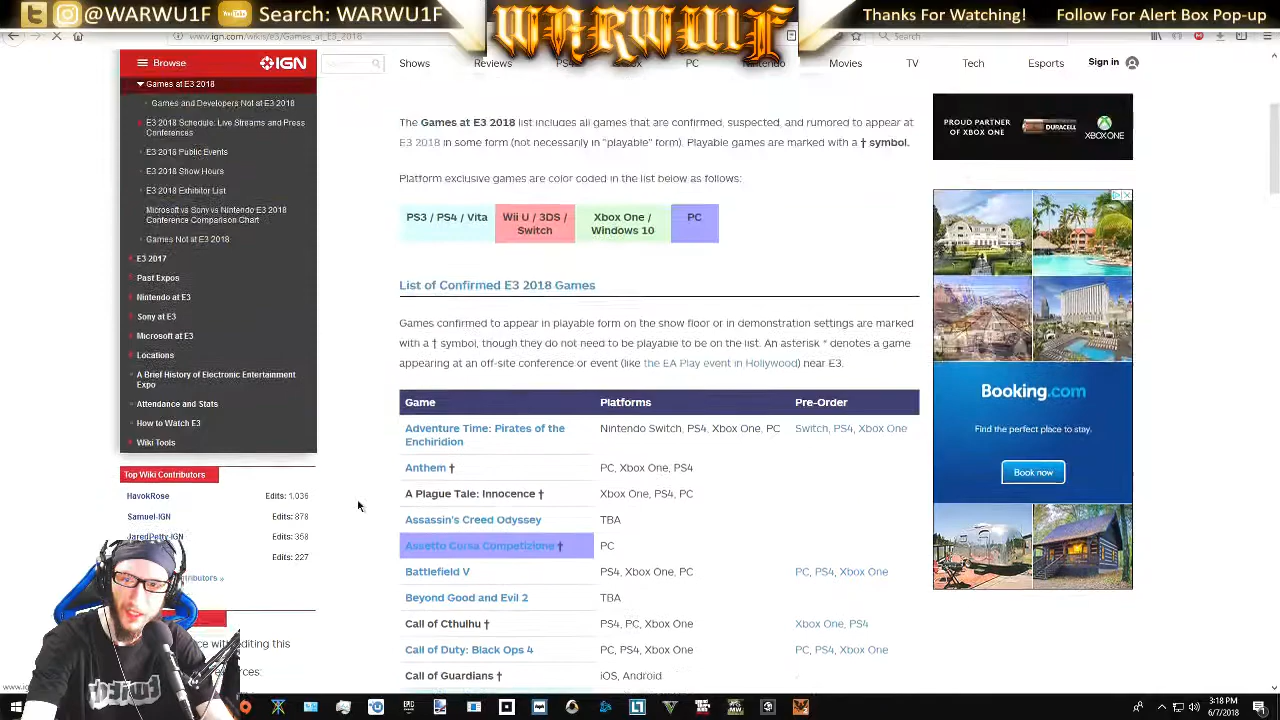 @WARWU1F
You Tube
Search: WARWU1F
WARWU1F
Thanks Watching!
Follow for Alert Box Pop-up
www.ign.com/wikis/e3/Games_at_E3_2018
Search
Browse
IGN
Shows
Reviews
PS4
PC
Nintendo
Movies
TV
Tech
Esports
Sign in
Games at E3 2018
Games and Developers Not at E3 2018
E3 2018 Schedule: Live Streams and Press
Conferences
E3 2018 Public Events
E3 2018 Show Hours
E3 2018 Exhibitor List
Microsoft vs Sony vs Nintendo E3 2018
Conference Comparison Chart
Games Not at E3 2018
E3 2017
Past Expos
Nintendo at E3
Sony at E3
Microsoft at E3
Locations
A Brief History of Electronic Entertainment
Expo
Attendance and Stats
How to Watch E3
Wiki Tools
Top Wiki Contributors
HavokRose Edits: 1,036
Samuel-IGN Edits: 878
JaredPetty-IGN Edits: 358
Edits: 227
The Games at E3 2018 list includes all games that are confirmed, suspected, and rumored to appear at
E3 2018 in some form (not necessarily in "playable" form). Playable games are marked with a † symbol.
Platform exclusive games are color coded in the list below as follows:
PS3 / PS4 / Vita
Wii U / 3DS /
Switch
Xbox One /
Windows 10
PC
List of Confirmed E3 2018 Games
Games confirmed to appear in playable form on the show floor or in demonstration settings are marked
with a † symbol, though they do not need to be playable to be on the list. An asterisk * denotes a game
appearing at an off-site conference or event (like the EA Play event in Hollywood) near E3.
Game Platforms Pre-Order
Adventure Time: Pirates of the Nintendo Switch, PS4, Xbox One, PC Switch, PS4, Xbox One
Enchiridion
Anthem † PC, Xbox One, PS4
A Plague Tale: Innocence † Xbox One, PS4, PC
Assassin's Creed Odyssey TBA
Assetto Corsa Competizione † PC
Battlefield V PS4, Xbox One, PC PC, PS4, Xbox One
Beyond Good and Evil 2 TBA
Call of Cthulhu † PS4, PC, Xbox One Xbox One, PS4
Call of Duty: Black Ops 4 PC, PS4, Xbox One PC, PS4, Xbox One
Call of Guardians † iOS, Android
PROUD PARTNER
OF XBOX ONE
DURACELL
XBOX ONE
Booking.com
Find the perfect place to stay.
Book now
3:18 PM
6/7/2018